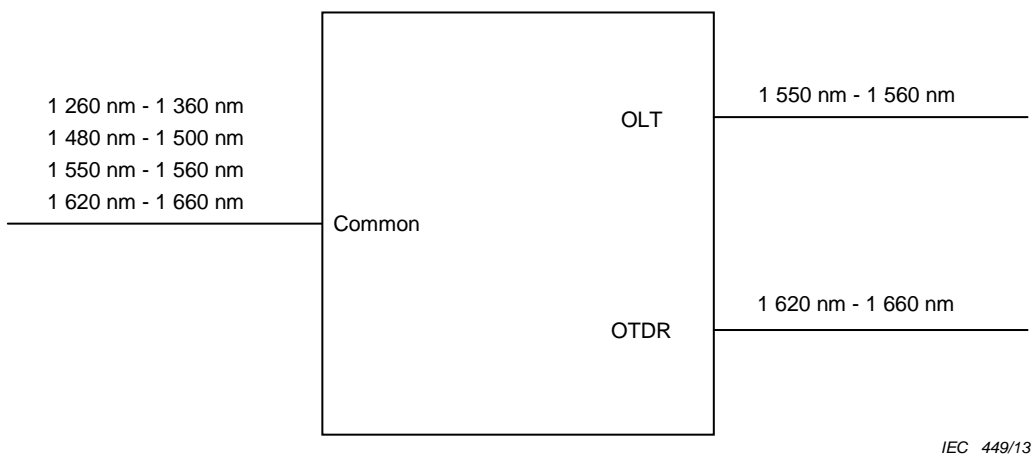 1 260 nm - 1 360 nm
1 480 nm - 1 500 nm
1 550 nm - 1 560 nm
1 620 nm - 1 660 nm
Common
OLT
1 550 nm - 1 560 nm
OTDR
1 620 nm - 1 660 nm
IEC 449/13